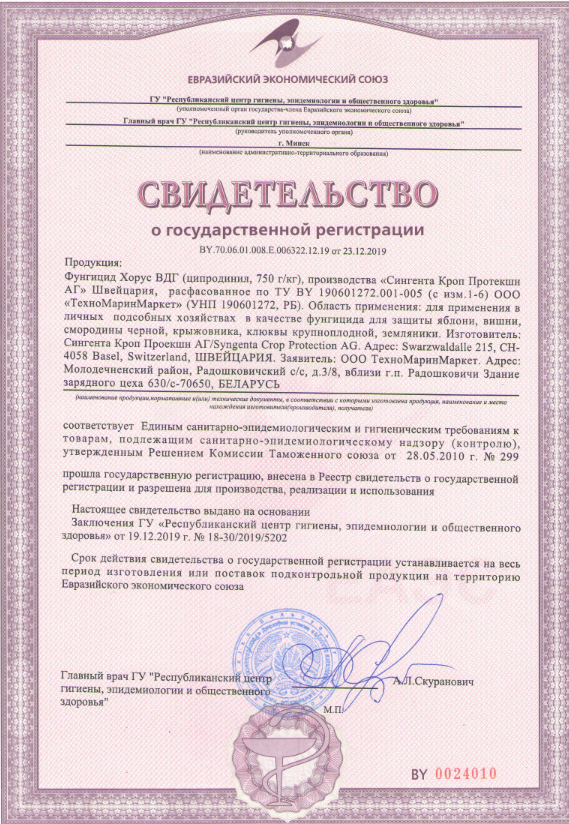 ЕВРАЗИЙСКИЙ ЭКОНОМИЧЕСКИЙ СОЮЗ
ГУ "Республиканский центр гигиены, эпидемиологии и общественного здоровья"
(уполномоченный орган государства-члена Евразийского экономического союза)
Главный врач ГУ "Республиканский центр гигиены, эпидемиологии и общественного здоровья"
(руководитель уполномоченного органа)
г. Минск
(наименование административно-территориального образования)
СВИДЕТЕЛЬСТВО
о государственной регистрации
BY.70.06.01.008.E.006322.12.19 от 23.12.2019
Продукция:
Фунгицид Хорус ВДГ (ципродинил, 750 г/кг), производства «Сингента Кроп Протекшн
АГ» Швейцария, расфасованное по ТУ BY 190601272.001-005 (с изм.1-6) ООО
«ТехноМаринМаркет» (УНП 190601272, РБ). Область применения: для применения в
личных подсобных хозяйствах в качестве фунгицида для защиты яблони, вишни,
смородины черной, крыжовника, клюквы крупноплодной, земляники. Изготовитель:
Сингента Кроп Проекшн АГ/Syngenta Crop Protection AG. Адрес: Swarzwaldalle 215, CH-
4058 Basel, Switzerland, ШВЕЙЦАРИЯ. Заявитель: ООО ТехноМаринМаркет. Адрес:
Молодечненский район, Радошковичский с/с, д.3/8, вблизи г.п. Радошковичи Здание
зарядного цеха 630/с-70650, БЕЛАРУСЬ
(наименование продукции,нормативные и(или) технические документы, в соответствии с которыми изготовлена продукция, наименование и место
нахождения изготовителя(производителя), получателя)
соответствует Единым санитарно-эпидемиологическим и гигиеническим требованиям к
товарам, подлежащим санитарно-эпидемиологическому надзору (контролю),
утвержденным Решением Комиссии Таможенного союза от 28.05.2010 г. № 299
прошла государственную регистрацию, внесена в Реестр свидетельств о государственной
регистрации и разрешена для производства, реализации и использования
Настоящее свидетельство выдано на основании
Заключения ГУ «Республиканский центр гигиены, эпидемиологии и общественного
здоровья» от 19.12.2019 г. № 18-30/2019/5202
Срок действия свидетельства о государственной регистрации устанавливается на весь
период изготовления или поставок подконтрольной продукции на территорию
Евразийского экономического союза
Главный врач ГУ "Республиканский центр
гигиены, эпидемиологии и общественного
здоровья"
А.Л.Скуранович
М.П.
BY 0024010